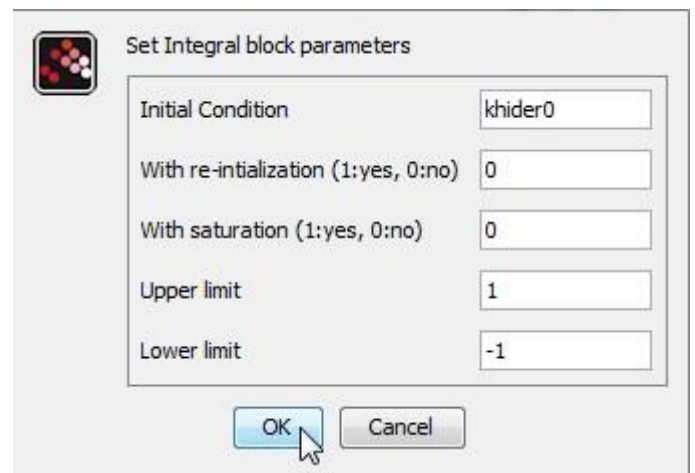 Set Integral block parameters
Initial Condition khider0
With re-intialization (1:yes, 0:no) 0
With saturation (1:yes, 0:no) 0
Upper limit 1
Lower limit -1
OK Cancel